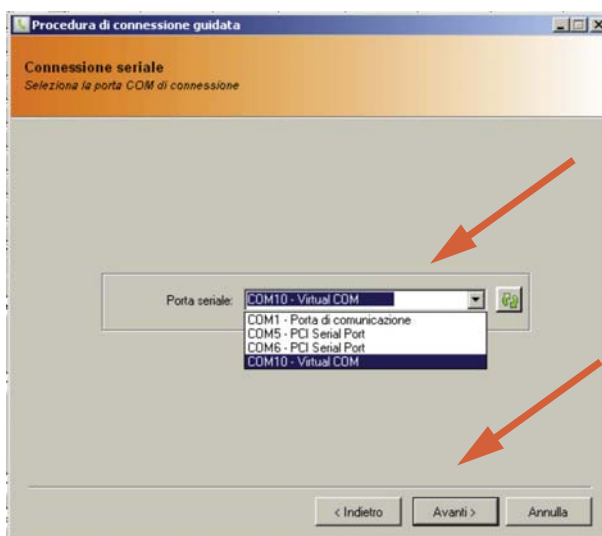 Procedura di connessione guidata
Connessione seriale
Seleziona la porta COM di connessione
Porta seriale: COM10 - Virtual COM
COM1 - Porta di comunicazione
COM5 - PCI Serial Port
COM6 - PCI Serial Port
COM10 - Virtual COM
< Indietro Avanti > Annulla